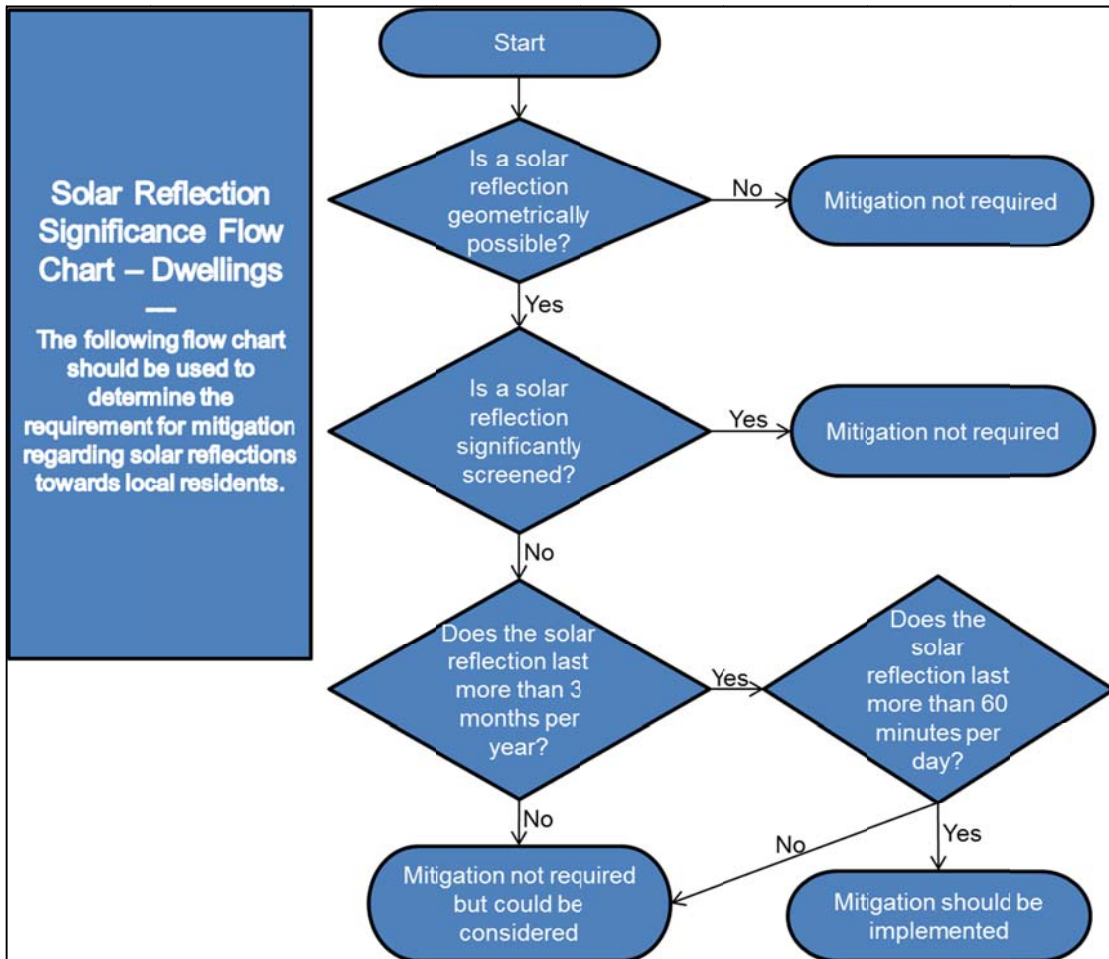 Solar Reflection
Significance Flow
Chart – Dwellings
—
The following flow chart
should be used to
determine the
requirement for mitigation
regarding solar reflections
towards local residents.
Start
Is a solar
reflection
geometrically
possible?
No
Mitigation not required
Yes
Is a solar
reflection
significantly
screened?
Yes
Mitigation not required
No
Does the solar
reflection last
more than 3
months per
year?
Yes
Does the
solar
reflection last
more than 60
minutes per
day?
No
No
Yes
Mitigation not required
but could be
considered
Mitigation should be
implemented